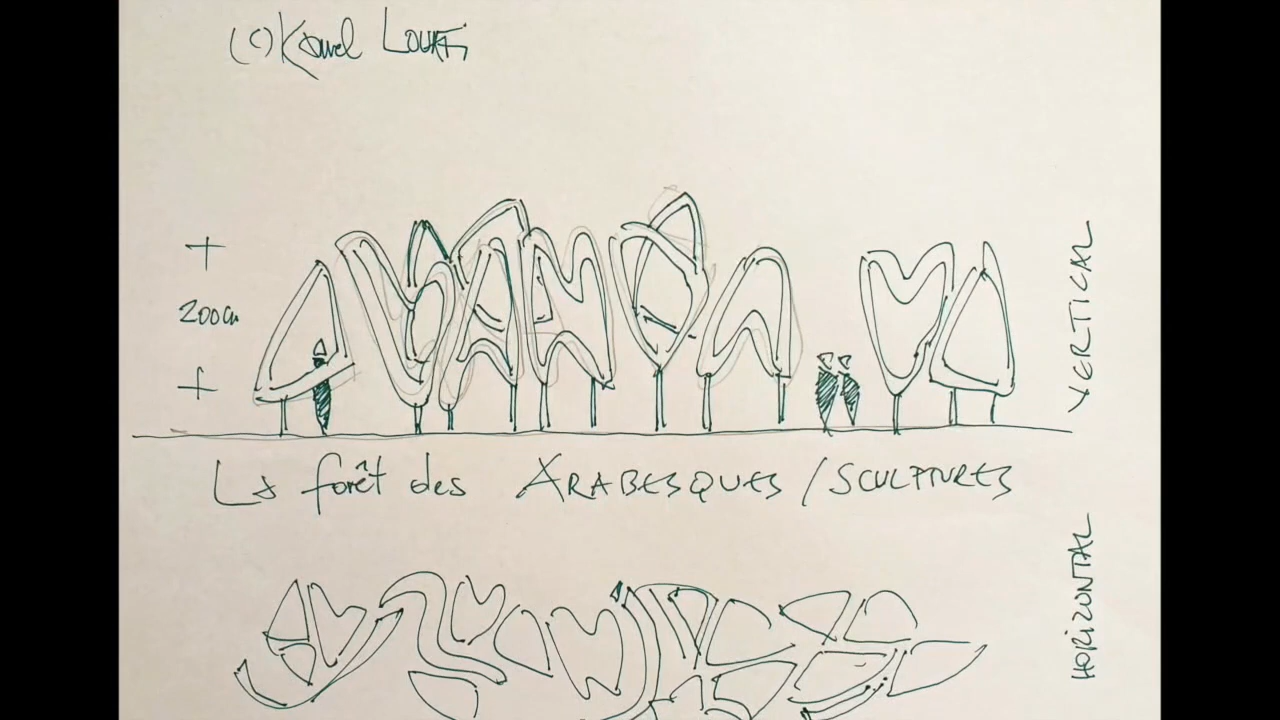 (C) Kamel LOUAFI
+
200cm
+
VERTICAL
La forêt des ARABESQUES / SCULPTURES
HORIZONTAL